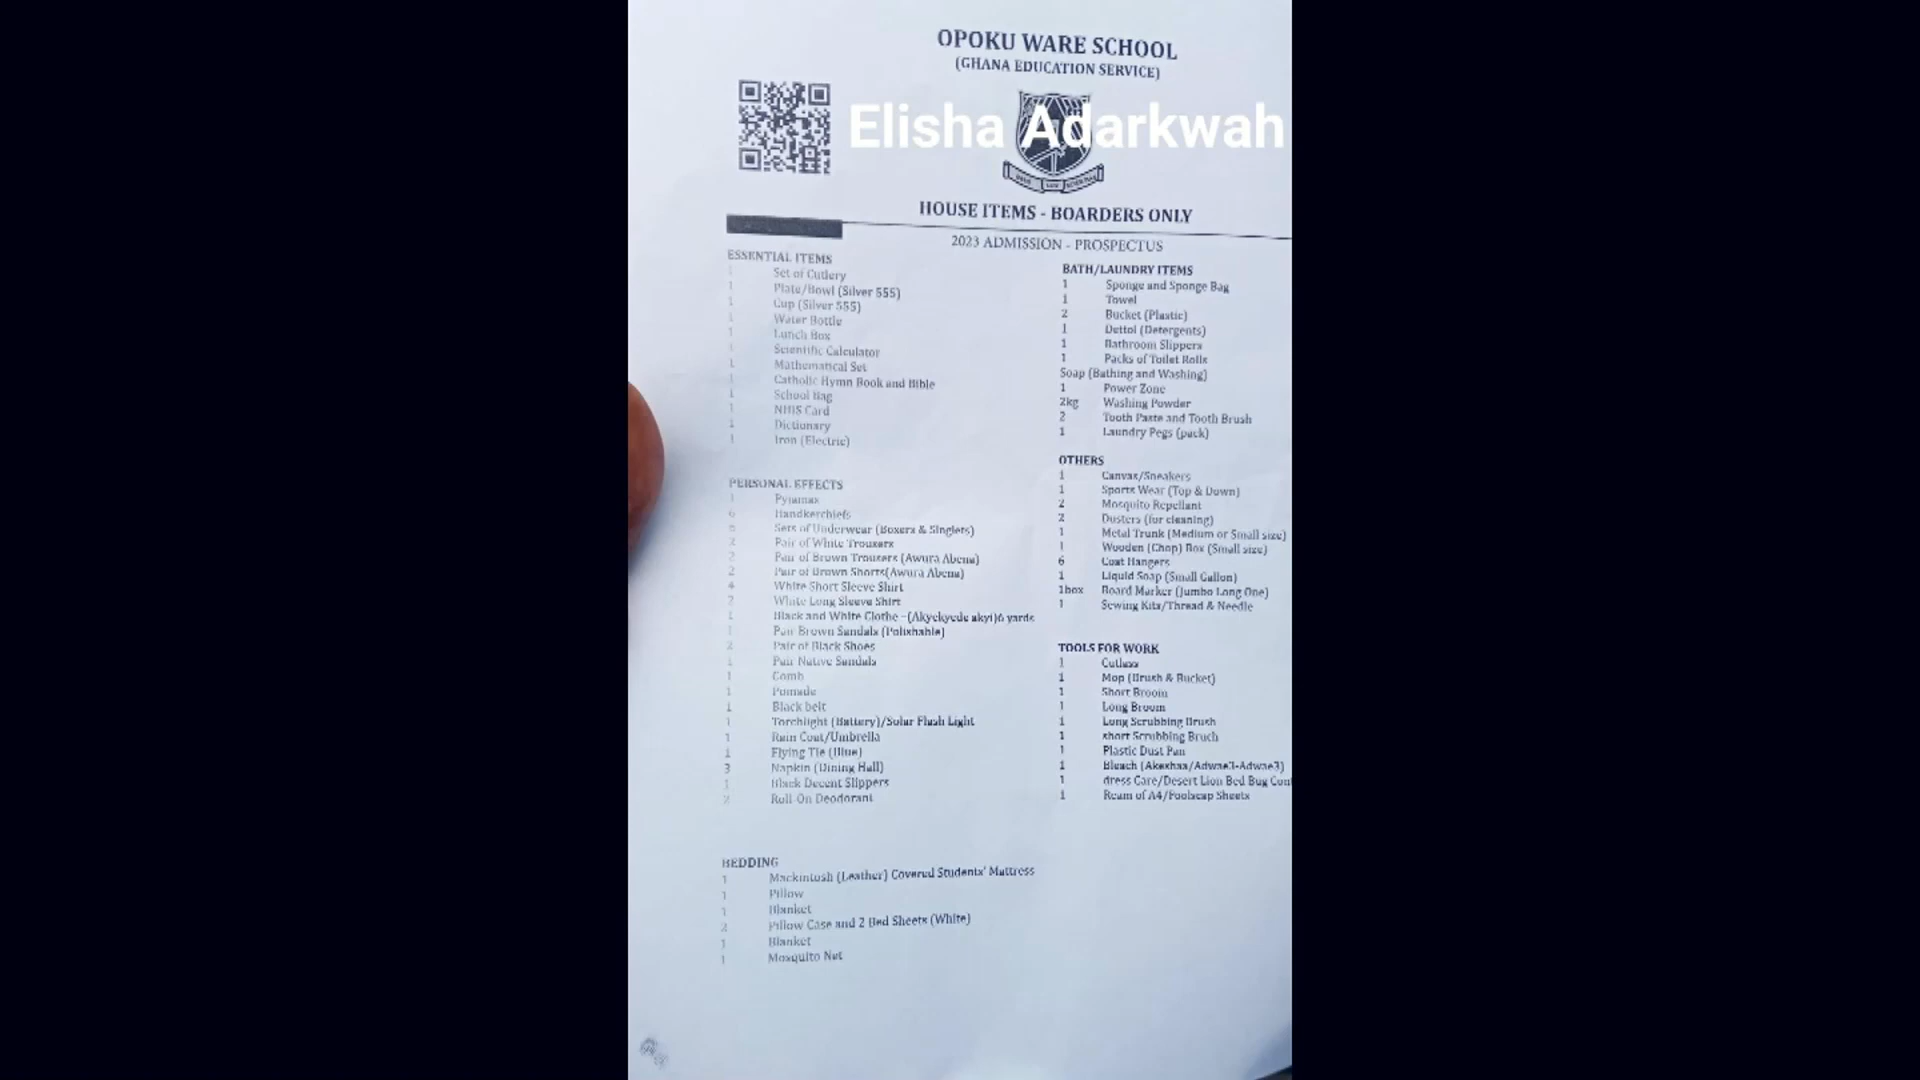 OPOKU WARE SCHOOL
(GHANA EDUCATION SERVICE)
Elisha Adarkwah
HOUSE ITEMS - BOARDERS ONLY
2023 ADMISSION - PROSPECTUS
ESSENTIAL ITEMS
1 Set of Cutlery
1 Plate/Bowl (Silver 555)
1 Cup (Silver 555)
1 Water Bottle
1 Lunch Box
1 Scientific Calculator
1 Mathematical Set
1 Catholic Hymn Book and Bible
1 School Bag
1 NHIS Card
1 Dictionary
1 Iron (Electric)
PERSONAL EFFECTS
1 Pyjamas
6 Handkerchiefs
Sets of Underwear (Boxers & Singlets)
2 Pair of White Trouxers
2 Pair of Brown Trousers (Awura Abena)
2 Pair of Brown Shorts(Awura Abena)
4 White Short Sleeve Shirt
2 White Long Sleeve Shirt
1 Black and White Clothe -(Akyekyede akyi)6 yards
1 Pair Brown Sandals (Polishable)
2 Pair of Black Shoes
1 Pair Native Sandals
1 Comb
1 Pomade
1 Black belt
1 Torchlight (Battery)/Solar Flash Light
1 Rain Coat/Umbrella
1 Flying Tie (Blue)
3 Napkin (Dining Hall)
1 Black Decent Slippers
2 Roll-On Deodorant
BEDDING
1 Mackintosh (Leather) Covered Students' Mattress
1 Pillow
1 Blanket
2 Pillow Case and 2 Bed Sheets (White)
1 Blanket
1 Mosquito Net
BATH/LAUNDRY ITEMS
1 Sponge and Sponge Bag
1 Towel
2 Bucket (Plastic)
1 Dettol (Detergents)
1 Bathroom Slippers
1 Packs of Toilet Rolls
Soap (Bathing and Washing)
1 Power Zone
2kg Washing Powder
2 Tooth Paste and Tooth Brush
1 Laundry Pegs (pack)
OTHERS
1 Canvas/Sneakers
1 Sports Wear (Top & Down)
2 Mosquito Repellant
2 Dusters (for cleaning)
1 Metal Trunk (Medium or Small size)
1 Wooden (Chop) Box (Small size)
6 Coat Hangers
1 Liquid Soap (Small Gallon)
1box Board Marker (Jumbo Long One)
1 Sewing Kits/Thread & Needle
TOOLS FOR WORK
1 Cutlass
1 Mop (Brush & Bucket)
1 Short Broom
1 Long Broom
1 Long Scrubbing Brush
1 short Scrubbing Bruch
1 Plastic Dust Pan
1 Bleach (Akeshaa/Adwae3-Adwae3)
1 dress Care/Desert Lion Bed Bug Con
1 Ream of A4/Foolscap Sheets